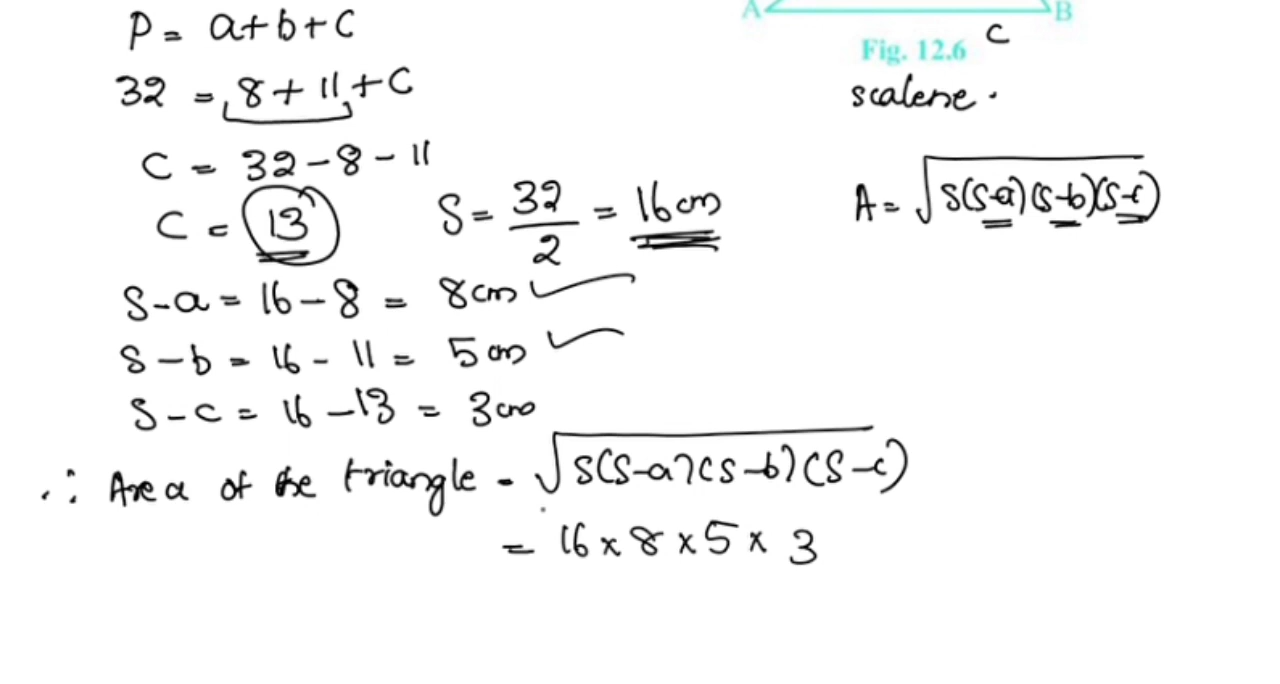 P = a+b+C
A B
C
Fig. 12.6
32 = 8+11+C
scalene.
C = 32-8-11
C = 13
S = 32/2 = 16cm
A = √S(S-a)(S-b)(S-c)
S-a = 16-8 = 8cm
S-b = 16-11 = 5cm
S-c = 16-13 = 3cm
∴ Area of the triangle = √S(S-a)(S-b)(S-c)
= 16×8×5×3